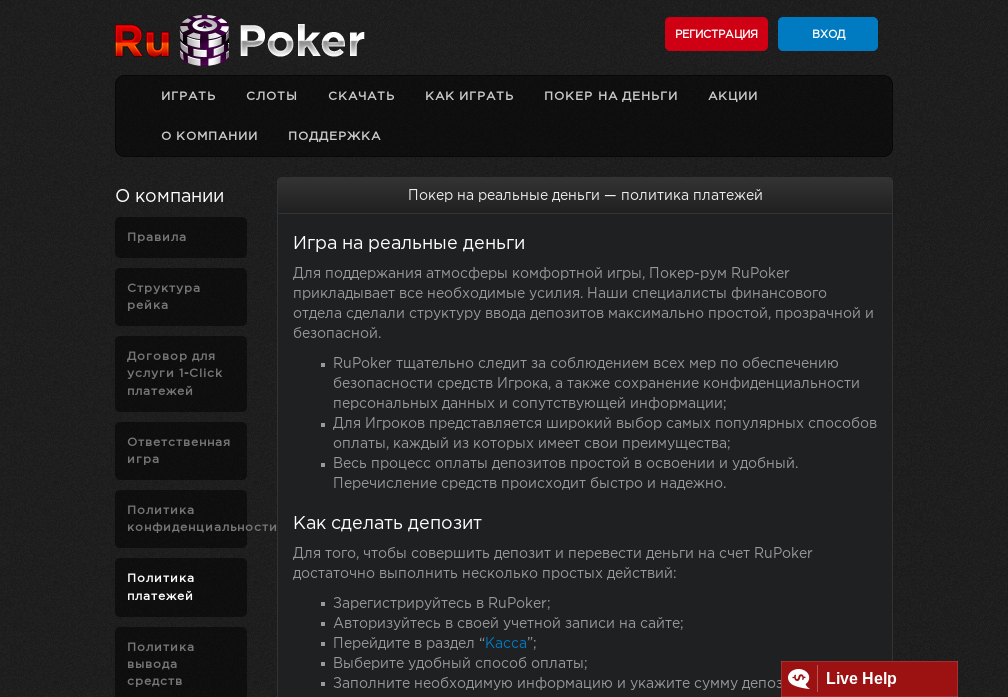 Ru Poker
РЕГИСТРАЦИЯ
ВХОД
ИГРАТЬ СЛОТЫ СКАЧАТЬ КАК ИГРАТЬ ПОКЕР НА ДЕНЬГИ АКЦИИ
О КОМПАНИИ ПОДДЕРЖКА
О компании
Правила
Структура
рейка
Договор для
услуги 1-Click
платежей
Ответственная
игра
Политика
конфиденциальности
Политика
платежей
Политика
вывода
средств
Покер на реальные деньги — политика платежей
Игра на реальные деньги
Для поддержания атмосферы комфортной игры, Покер-рум RuPoker
прикладывает все необходимые усилия. Наши специалисты финансового
отдела сделали структуру ввода депозитов максимально простой, прозрачной и
безопасной.
RuPoker тщательно следит за соблюдением всех мер по обеспечению
безопасности средств Игрока, а также сохранение конфиденциальности
персональных данных и сопутствующей информации;
Для Игроков представляется широкий выбор самых популярных способов
оплаты, каждый из которых имеет свои преимущества;
Весь процесс оплаты депозитов простой в освоении и удобный.
Перечисление средств происходит быстро и надежно.
Как сделать депозит
Для того, чтобы совершить депозит и перевести деньги на счет RuPoker
достаточно выполнить несколько простых действий:
Зарегистрируйтесь в RuPoker;
Авторизуйтесь в своей учетной записи на сайте;
Перейдите в раздел “Касса”;
Выберите удобный способ оплаты;
Заполните необходимую информацию и укажите сумму
Live Help